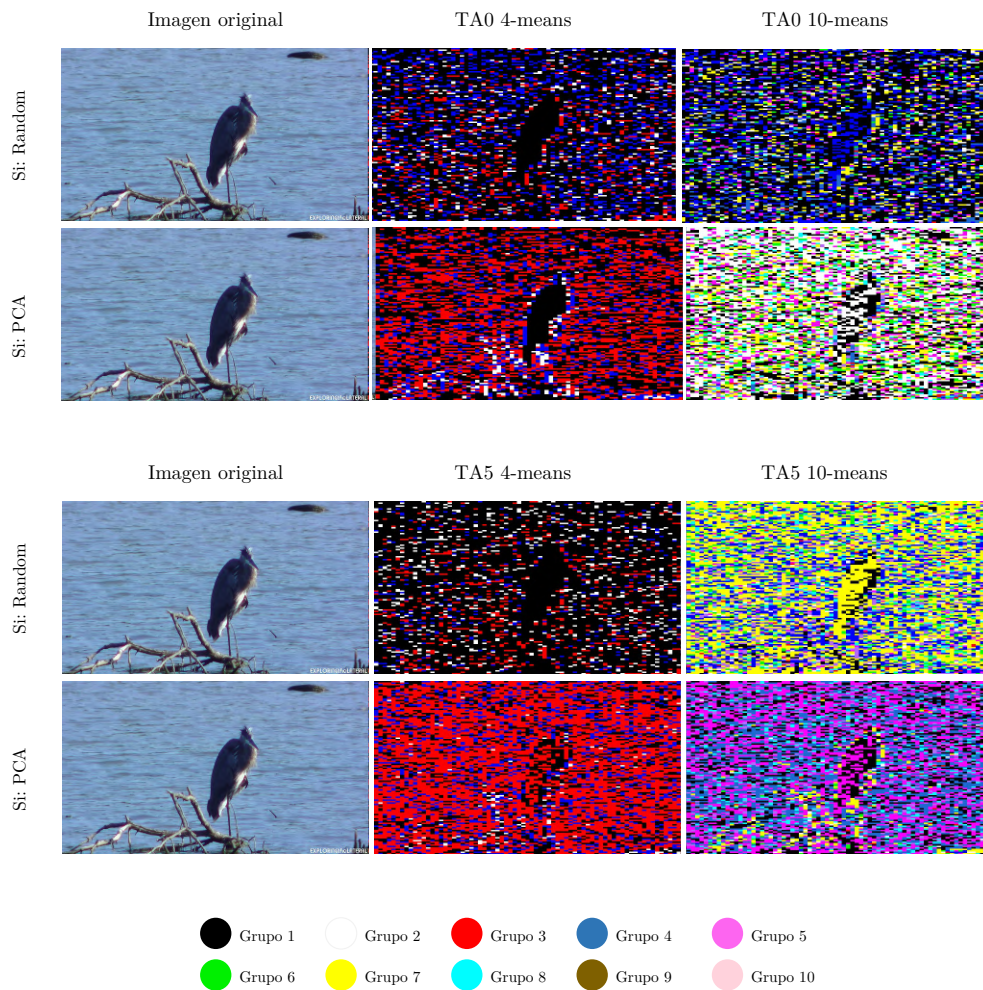 Imagen original TA0 4-means TA0 10-means
Si: Random
Si: PCA
Imagen original TA5 4-means TA5 10-means
Si: Random
Si: PCA
Grupo 1 Grupo 2 Grupo 3 Grupo 4 Grupo 5
Grupo 6 Grupo 7 Grupo 8 Grupo 9 Grupo 10